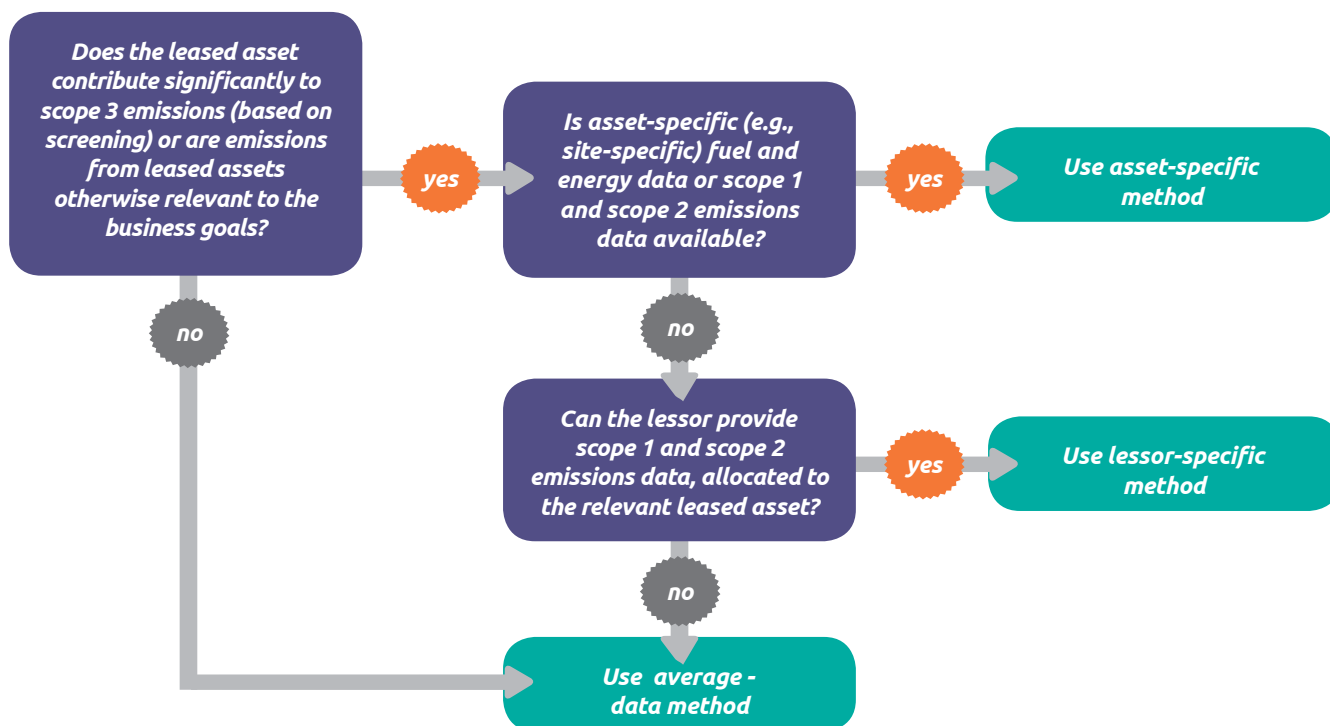 Does the leased asset
contribute significantly to
scope 3 emissions (based on
screening) or are emissions
from leased assets
otherwise relevant to the
business goals?
yes
Is asset-specific (e.g.,
site-specific) fuel and
energy data or scope 1
and scope 2 emissions
data available?
yes
Use asset-specific
method
no
no
Can the lessor provide
scope 1 and scope 2
emissions data, allocated to
the relevant leased asset?
yes
Use lessor-specific
method
no
Use average -
data method